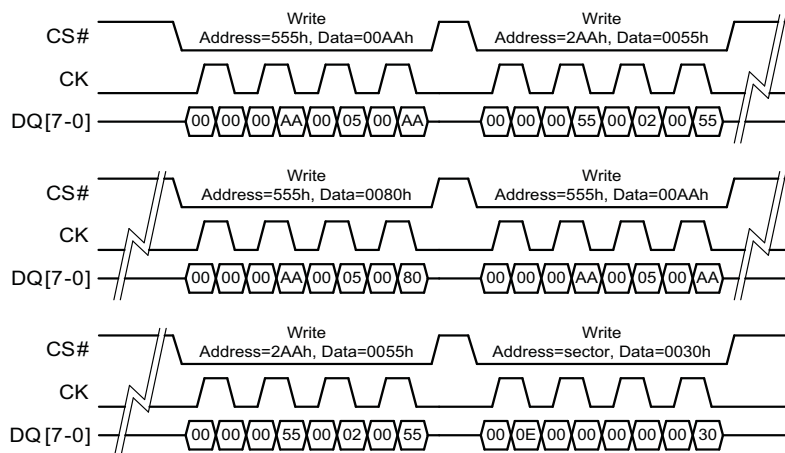 Write Write
CS# Address=555h, Data=00AAh Address=2AAh, Data=0055h
CK
DQ[7-0] 00 00 00 AA 00 05 00 AA 00 00 00 55 00 02 00 55
Write Write
CS# Address=555h, Data=0080h Address=555h, Data=00AAh
CK
DQ[7-0] 00 00 00 AA 00 05 00 80 00 00 00 AA 00 05 00 AA
Write Write
CS# Address=2AAh, Data=0055h Address=sector, Data=0030h
CK
DQ[7-0] 00 00 00 55 00 02 00 55 00 0E 00 00 00 00 00 30